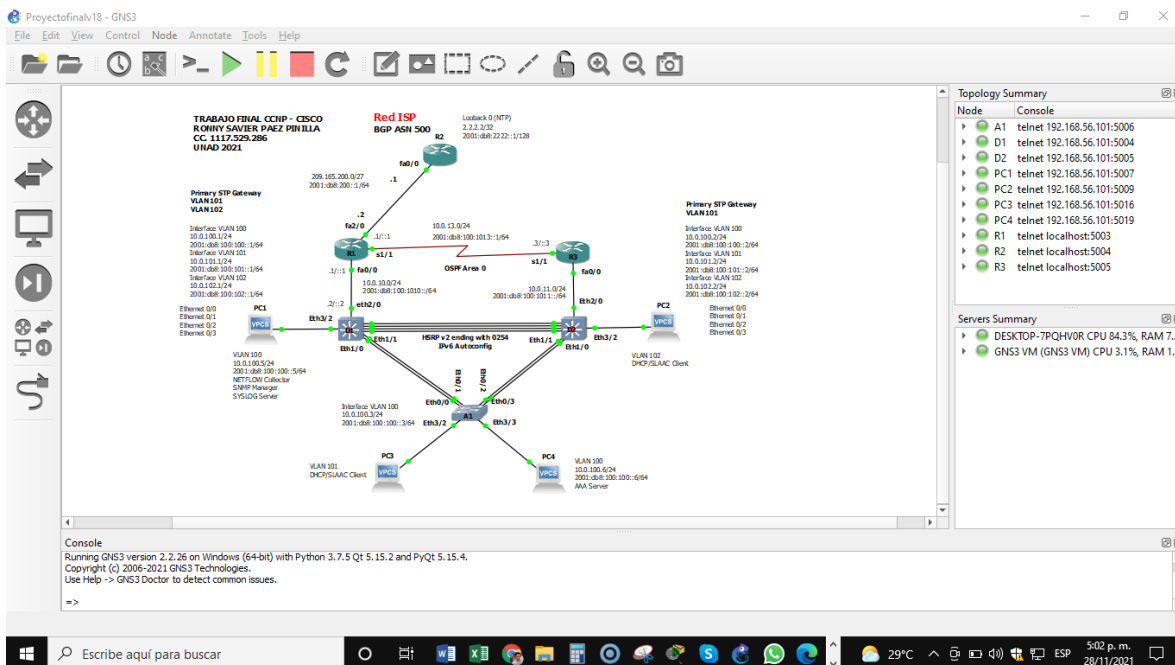 Proyectofinalv18 - GNS3
File Edit View Control Node Annotate Tools Help
TRABAJO FINAL CCNP - CISCO
RONNY SAVIER PAEZ PINILLA
CC. 1117.529.286
UNAD 2021
Red ISP
BGP ASN 500
Looback 0 (NTP)
2.2.2.2/32
2001:db8:2222::1/128
R2
fa0/0
.1
209.165.200.0/27
2001:db8:200::1/64
Primary STP Gateway
VLAN101
VLAN102
Interface VLAN 100
10.0.100.1/24
2001:db8:100:100::1/64
Interface VLAN 101
10.0.101.1/24
2001:db8:100:101::1/64
Interface VLAN 102
10.0.102.1/24
2001:db8:100:102::1/64
.2
fa2/0
R1
.1/::1
s1/1
10.0.13.0/24
2001:db8:100:1013::1/64
OSPF Area 0
.3/::3
s1/1
R3
fa0/0
.1/::1
fa0/0
10.0.10.0/24
2001:db8:100:1010::/64
10.0.11.0/24
2001:db8:100:1011::/64
.2/::2
eth2/0
Eth2/0
Primary STP Gateway
VLAN101
Interface VLAN 100
10.0.100.2/24
2001:db8:100:100::2/64
Interface VLAN 101
10.0.101.2/24
2001:db8:100:101::2/64
Interface VLAN 102
10.0.102.2/24
2001:db8:100:102::2/64
Ethernet 0/0
Ethernet 0/1
Ethernet 0/2
Ethernet 0/3
PC1
VPCS
Eth3/2
Eth1/1
Eth1/0
HSRP v2 ending with 0254
IPv6 Autoconfig
Eth1/1
Eth1/0
Eth3/2
PC2
VPCS
Ethernet 0/0
Ethernet 0/1
Ethernet 0/2
Ethernet 0/3
VLAN 100
10.0.100.5/24
2001:db8:100:100::5/64
NETFLOW Collector
SNMP Manager
SYSLOG Server
VLAN 102
DHCP/SLAAC Client
Interface VLAN 100
10.0.100.3/24
2001:db8:100:100::3/64
Eth0/0
Eth0/1
Eth0/2
Eth0/3
A1
Eth3/2
Eth3/3
VLAN 101
DHCP/SLAAC Client
PC3
VPCS
PC4
VPCS
VLAN 100
10.0.100.6/24
2001:db8:100:100::6/64
AAA Server
Topology Summary
Node Console
A1 telnet 192.168.56.101:5006
D1 telnet 192.168.56.101:5004
D2 telnet 192.168.56.101:5005
PC1 telnet 192.168.56.101:5007
PC2 telnet 192.168.56.101:5009
PC3 telnet 192.168.56.101:5016
PC4 telnet 192.168.56.101:5019
R1 telnet localhost:5003
R2 telnet localhost:5004
R3 telnet localhost:5005
Servers Summary
DESKTOP-7PQHV0R CPU 84.3%, RAM 7...
GNS3 VM (GNS3 VM) CPU 3.1%, RAM 1...
Console
Running GNS3 version 2.2.26 on Windows (64-bit) with Python 3.7.5 Qt 5.15.2 and PyQt 5.15.4.
Copyright (c) 2006-2021 GNS3 Technologies.
Use Help -> GNS3 Doctor to detect common issues.
=>
Escribe aquí para buscar
29°C
ESP
5:02 p. m.
28/11/2021